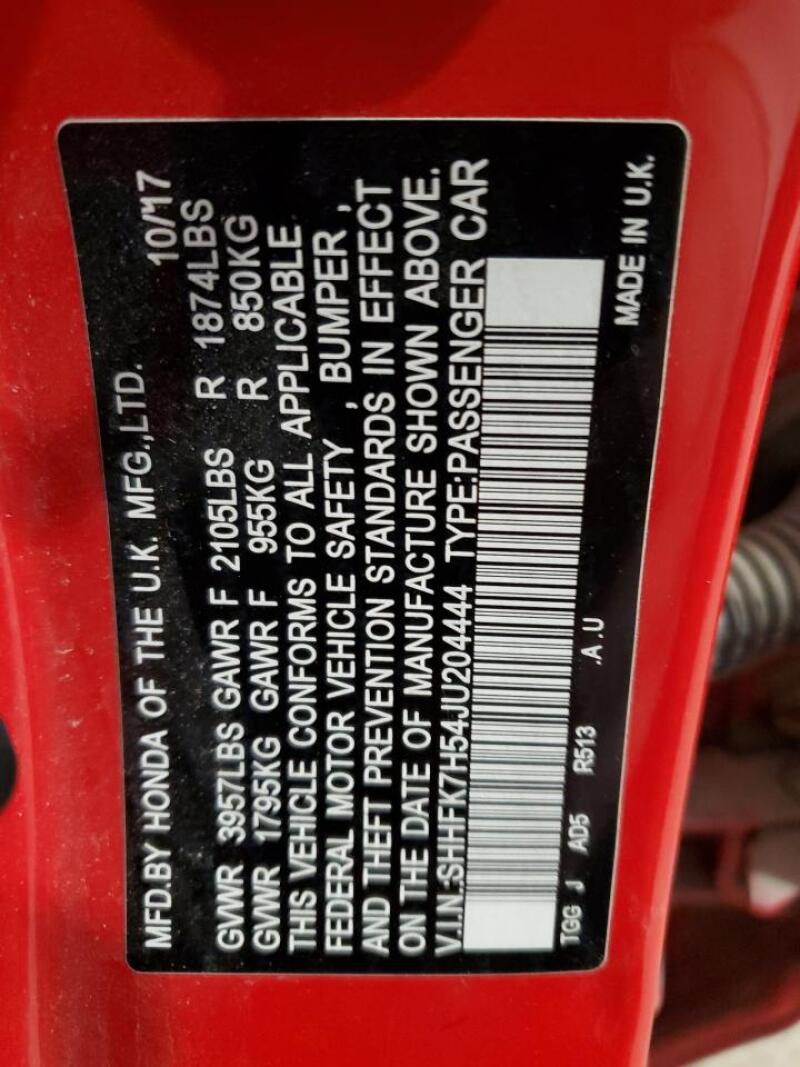 MFD.BY HONDA OF THE U.K. MFG.,LTD. 10/17
GVWR 3957LBS GAWR F 2105LBS R 1874LBS
GVWR 1795KG GAWR F 955KG R 850KG
THIS VEHICLE CONFORMS TO ALL APPLICABLE
FEDERAL MOTOR VEHICLE SAFETY , BUMPER ,
AND THEFT PREVENTION STANDARDS IN EFFECT
ON THE DATE OF MANUFACTURE SHOWN ABOVE.
V.I.N.:SHHFK7H54JU204444 TYPE:PASSENGER CAR
TGG J AD5 R513 .A .U
MADE IN U.K.